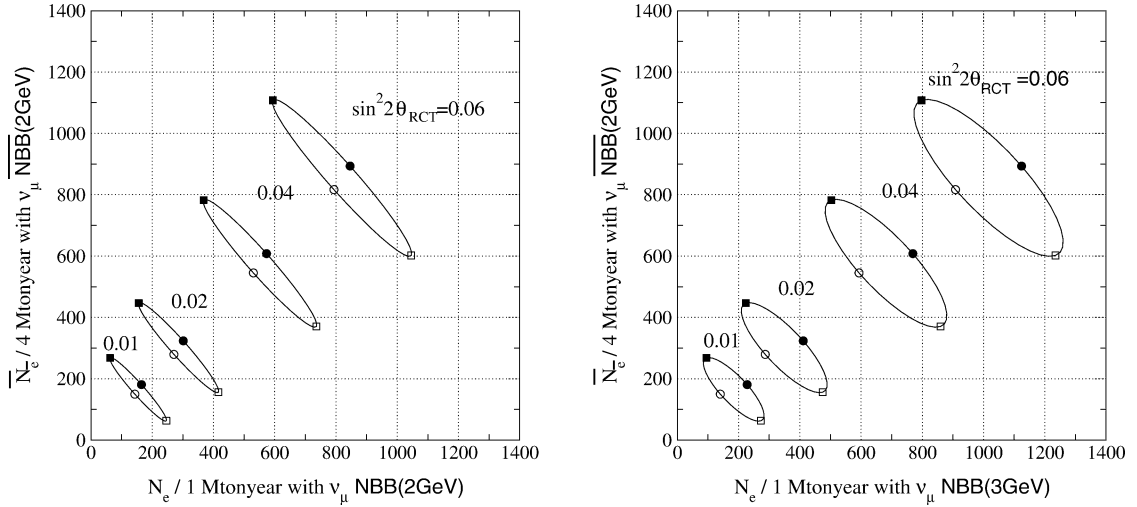 1400
1200
1000
800
600
400
200
0
0 200 400 600 800 1000 1200 1400
N̅e̅ / 4 Mtonyear with ν̅μ NBB(2GeV)
sin²2θRCT=0.06
0.04
0.02
0.01
Ne / 1 Mtonyear with νμ NBB(2GeV)
1400
1200
1000
800
600
400
200
0
0 200 400 600 800 1000 1200 1400
N̅e̅ / 4 Mtonyear with ν̅μ NBB(2GeV)
sin²2θRCT =0.06
0.04
0.02
0.01
Ne / 1 Mtonyear with νμ NBB(3GeV)